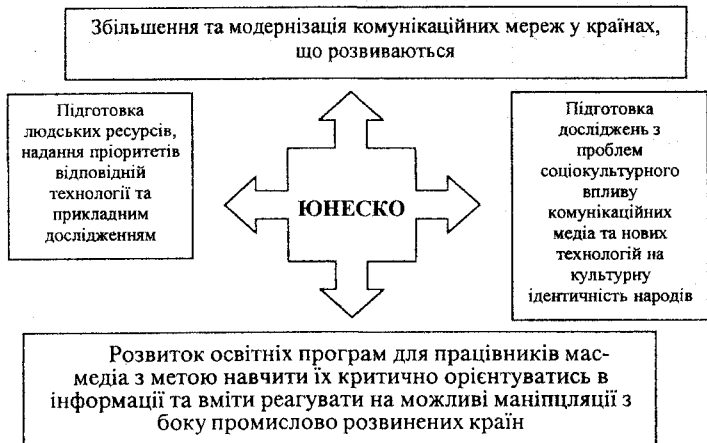 Збільшення та модернізація комунікаційних мереж у країнах,
що розвиваються
Підготовка
людських ресурсів,
надання пріоритетів
відповідній
технології та
прикладним
дослідженням
ЮНЕСКО
Підготовка
досліджень з
проблем
соціокультурного
впливу
комунікаційних
медіа та нових
технологій на
культурну
ідентичність народів
Розвиток освітніх програм для працівників мас-
медіа з метою навчити їх критично орієнтуватись в
інформації та вміти реагувати на можливі маніпцляції з
боку промислово розвинених країн